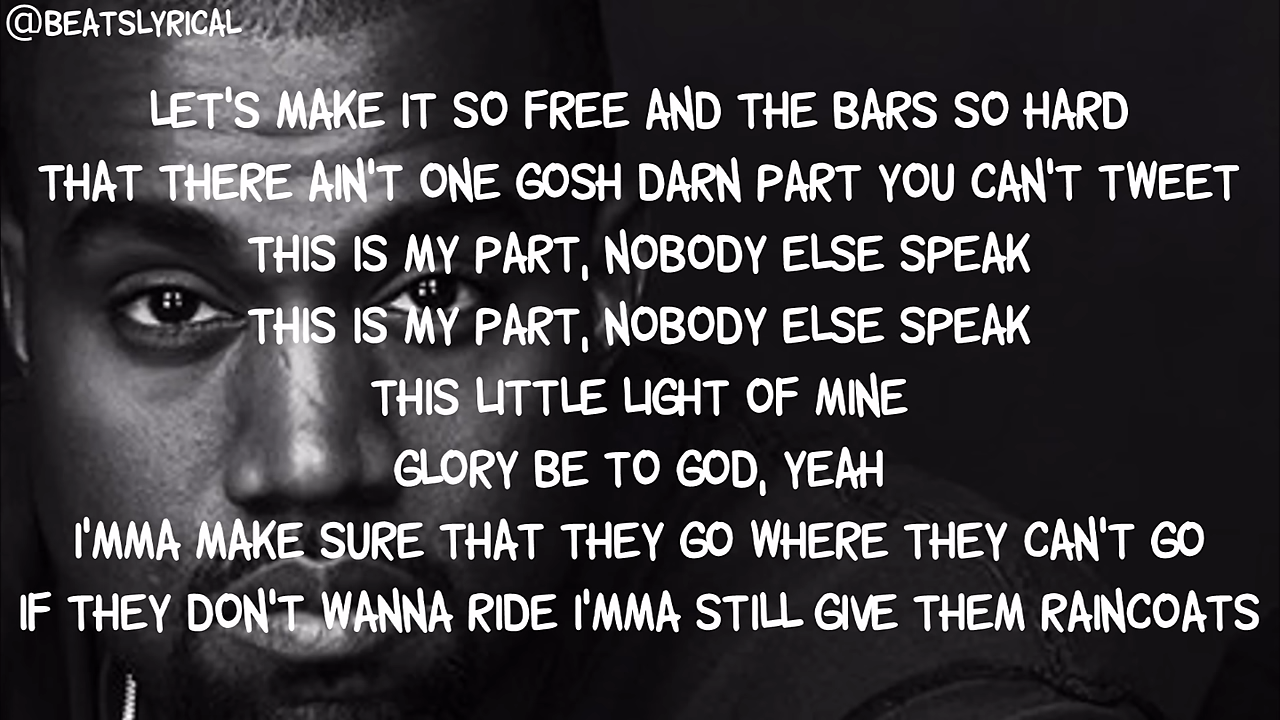 @BEATSLYRICAL
LET'S MAKE IT SO FREE AND THE BARS SO HARD
THAT THERE AIN'T ONE GOSH DARN PART YOU CAN'T TWEET
THIS IS MY PART, NOBODY ELSE SPEAK
THIS IS MY PART, NOBODY ELSE SPEAK
THIS LITTLE LIGHT OF MINE
GLORY BE TO GOD, YEAH
I'MMA MAKE SURE THAT THEY GO WHERE THEY CAN'T GO
IF THEY DON'T WANNA RIDE I'MMA STILL GIVE THEM RAINCOATS